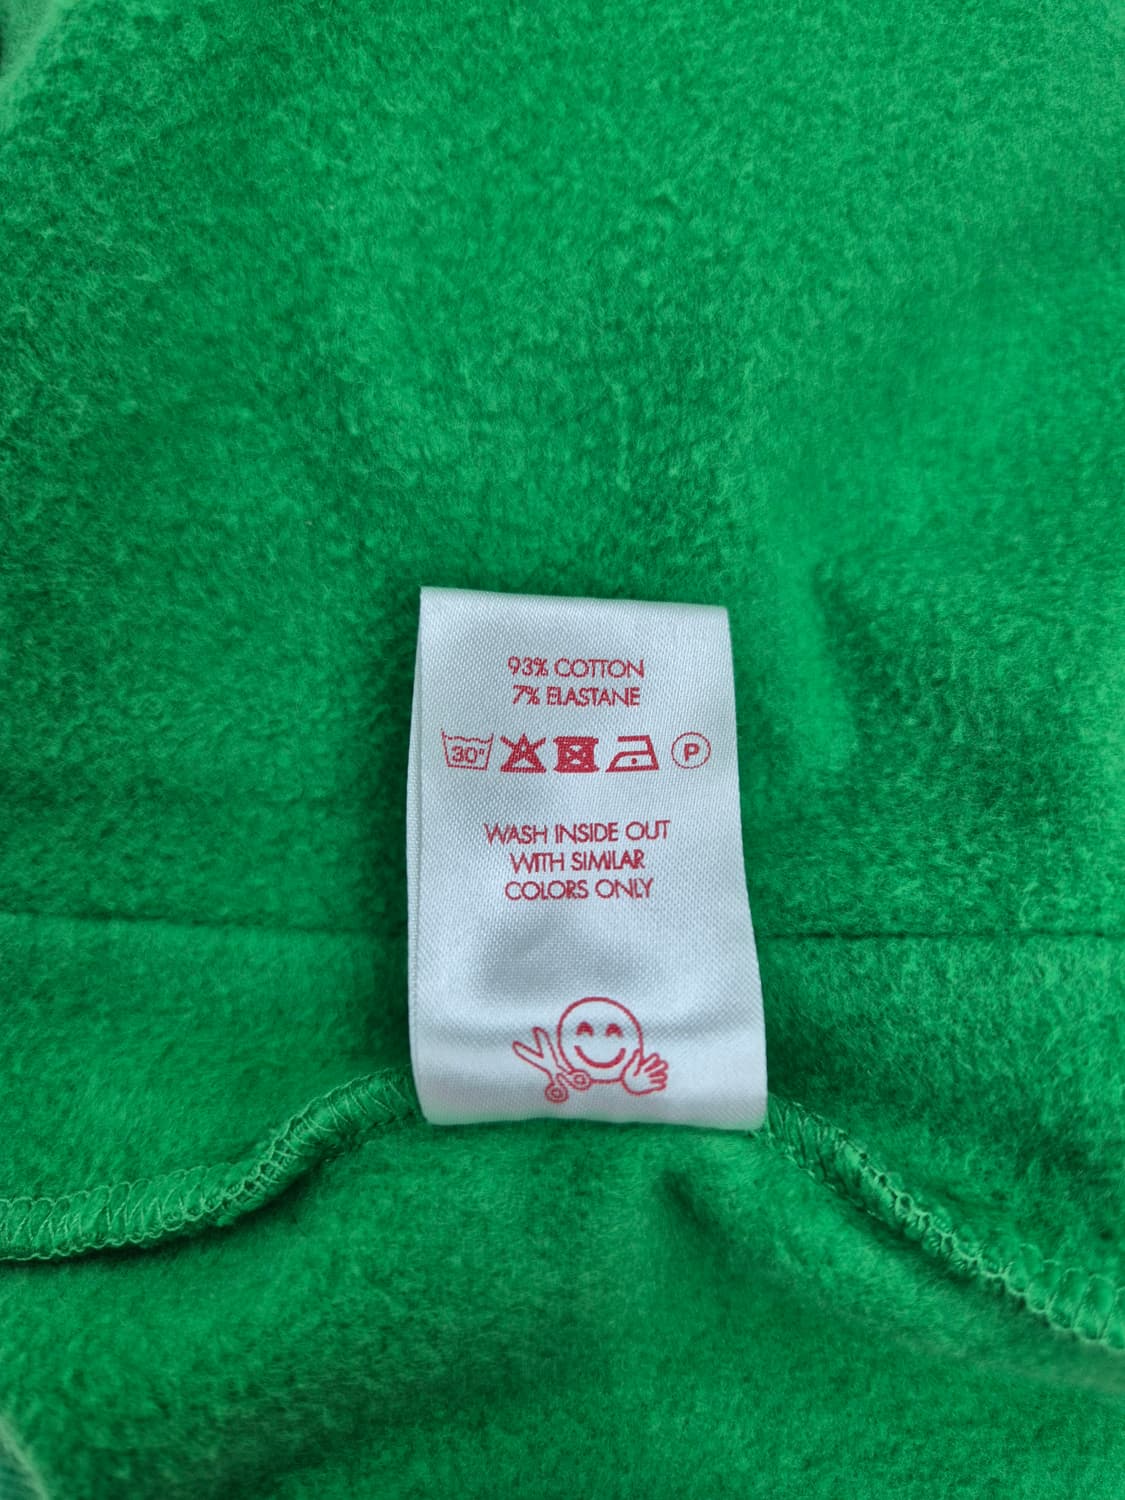 93% COTTON
7% ELASTANE
30° P
WASH INSIDE OUT
WITH SIMILAR
COLORS ONLY